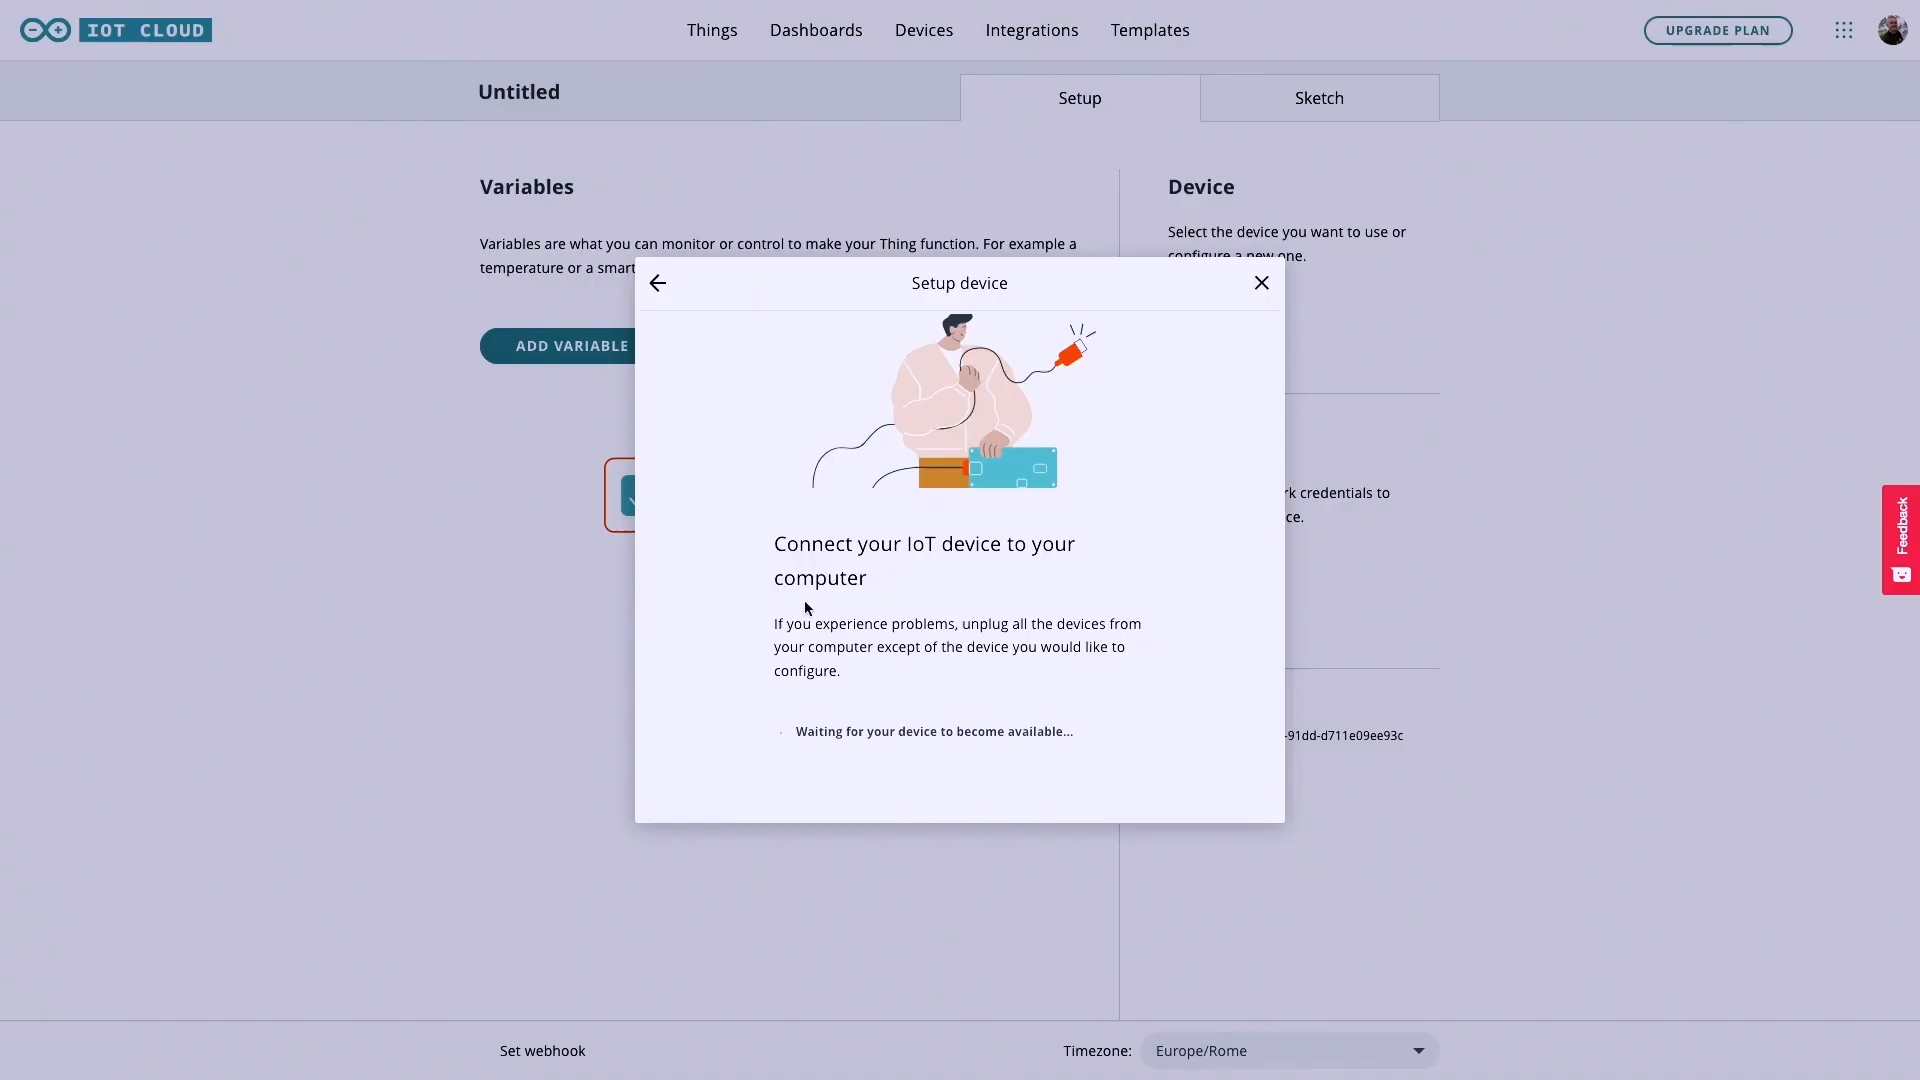 IOT CLOUD
Things
Dashboards
Devices
Integrations
Templates
UPGRADE PLAN
Untitled
Setup
Sketch
Variables
Variables are what you can monitor or control to make your Thing function. For example a
temperature or a smart
ADD VARIABLE
Device
Select the device you want to use or
configure a new one.
rk credentials to
ce.
-91dd-d711e09ee93c
Setup device
Connect your IoT device to your
computer
If you experience problems, unplug all the devices from
your computer except of the device you would like to
configure.
Waiting for your device to become available...
Feedback
Set webhook
Timezone:
Europe/Rome